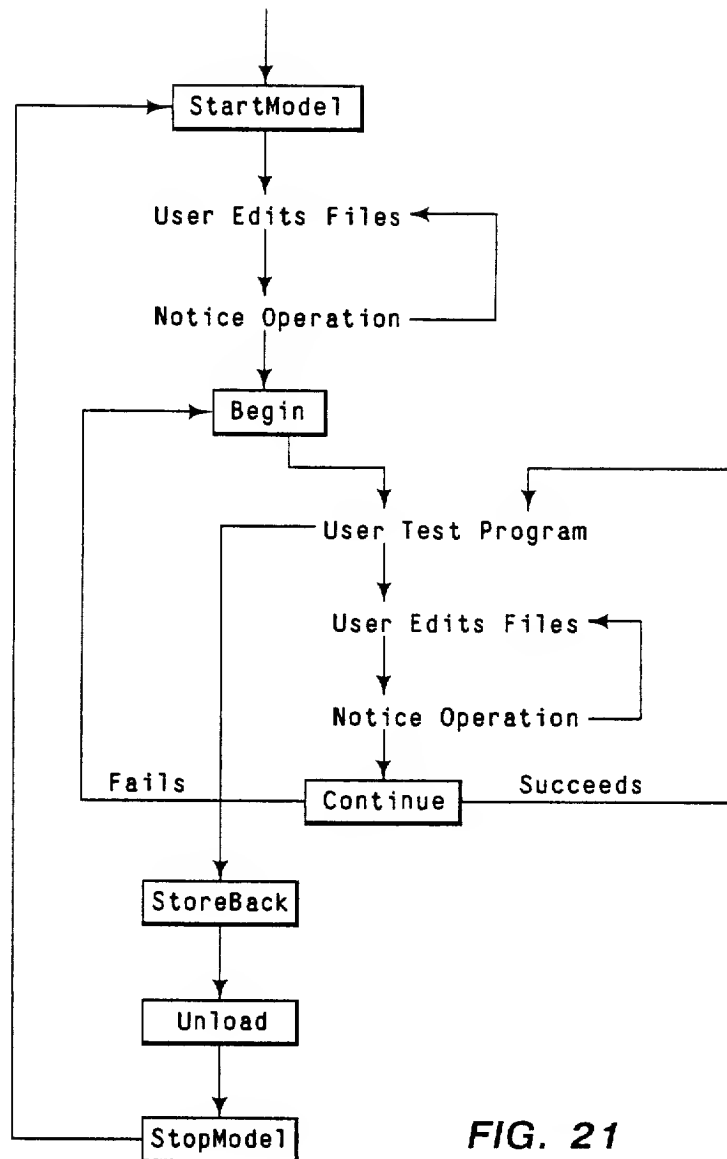 StartModel
User Edits Files
Notice Operation
Begin
User Test Program
User Edits Files
Notice Operation
Fails
Continue
Succeeds
StoreBack
Unload
StopModel
FIG. 21